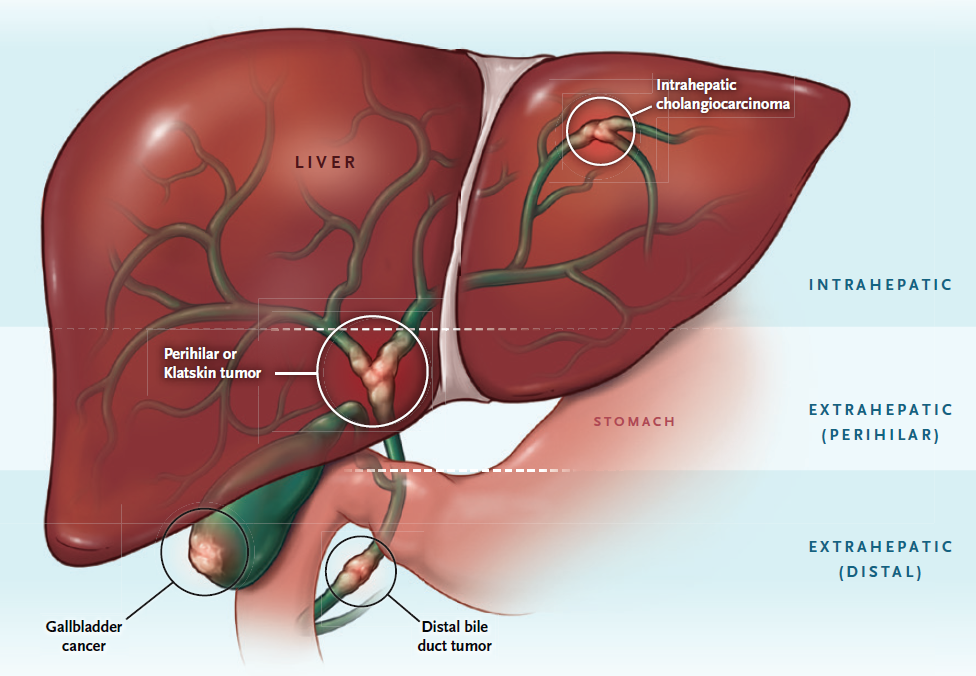 Intrahepatic
cholangiocarcinoma
LIVER
INTRAHEPATIC
Perihilar or
Klatskin tumor
EXTRAHEPATIC
(PERIHILAR)
STOMACH
EXTRAHEPATIC
(DISTAL)
Gallbladder
cancer
Distal bile
duct tumor